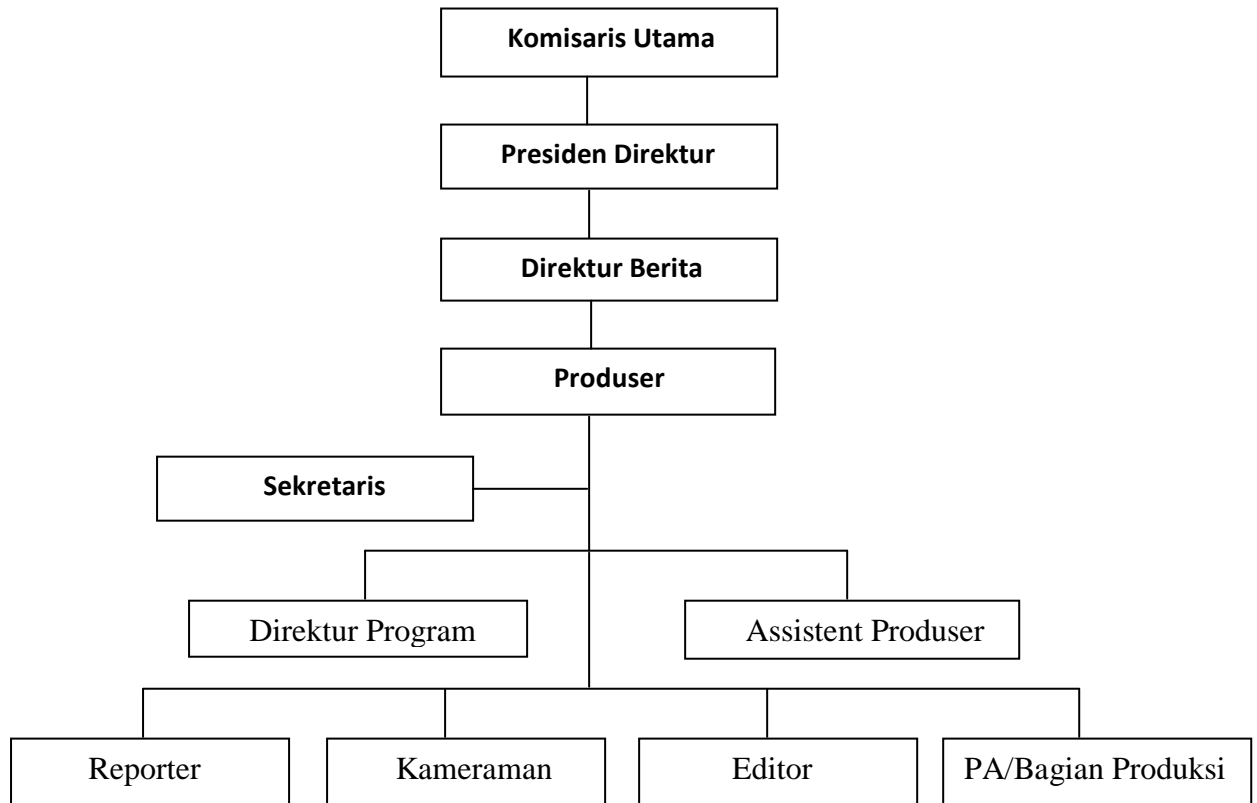 Komisaris Utama
Presiden Direktur
Direktur Berita
Produser
Sekretaris
Direktur Program
Assistent Produser
Reporter
Kameraman
Editor
PA/Bagian Produksi